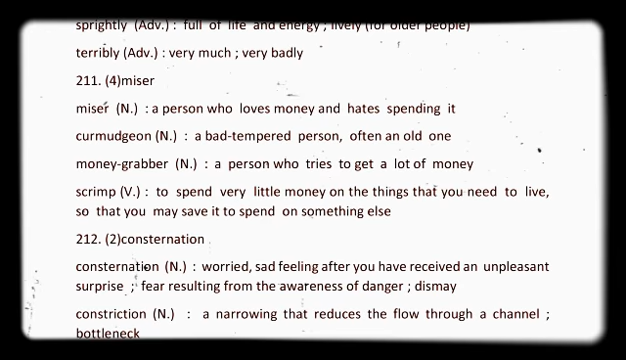 sprightly (Adv.) : full of life and energy ; lively (for older people)
terribly (Adv.) : very much ; very badly
211. (4)miser
miser (N.) : a person who loves money and hates spending it
curmudgeon (N.) : a bad-tempered person, often an old one
money-grabber (N.) : a person who tries to get a lot of money
scrimp (V.) : to spend very little money on the things that you need to live,
so that you may save it to spend on something else
212. (2)consternation
consternation (N.) : worried, sad feeling after you have received an unpleasant
surprise ; fear resulting from the awareness of danger ; dismay
constriction (N.) : a narrowing that reduces the flow through a channel ;
bottleneck